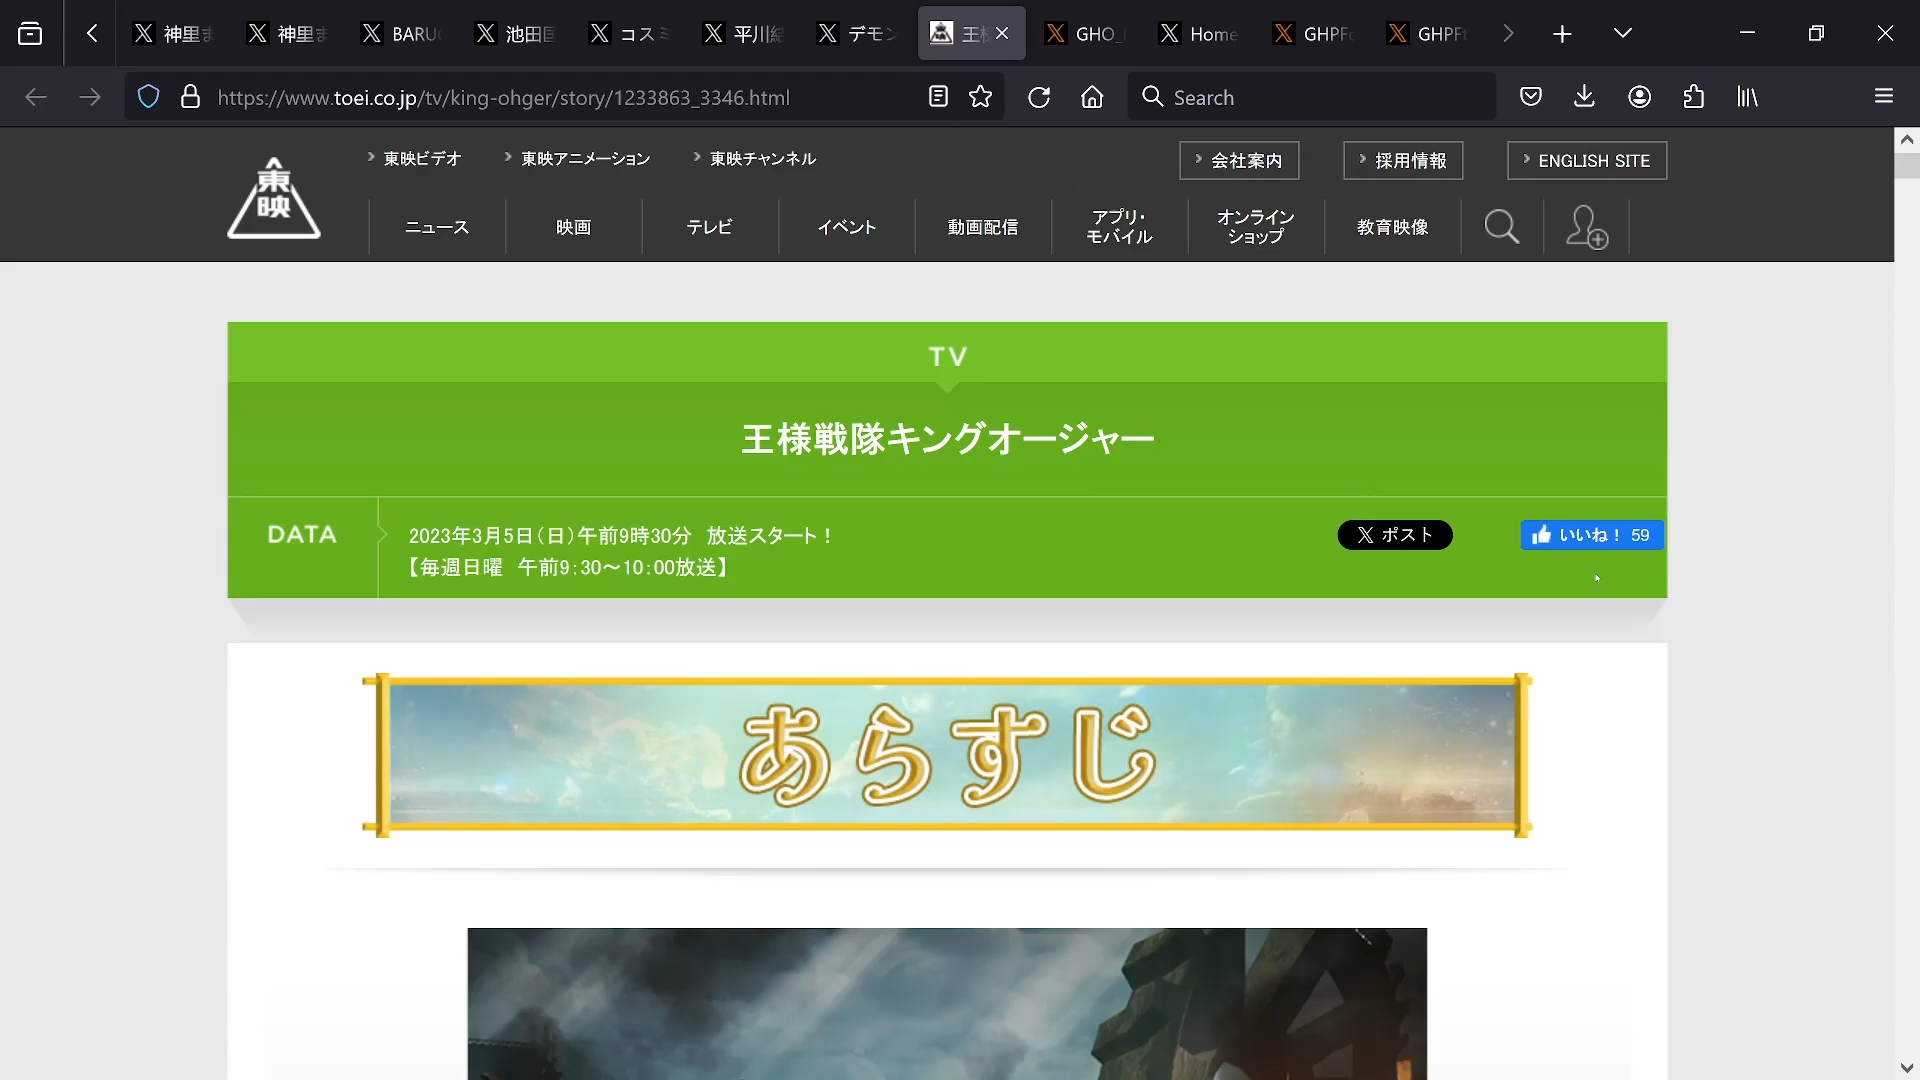 神里ま
神里ま
BARU
池田国
コスミ
平川結
デモン
王様
GHO_
Home
GHPFo
GHPFt
https://www.toei.co.jp/tv/king-ohger/story/1233863_3346.html
Search
東映
東映ビデオ
東映アニメーション
東映チャンネル
会社案内
採用情報
ENGLISH SITE
ニュース
映画
テレビ
イベント
動画配信
アプリ・
モバイル
オンライン
ショップ
教育映像
TV
王様戦隊キングオージャー
DATA
2023年3月5日(日)午前9時30分 放送スタート!
【毎週日曜 午前9:30〜10:00放送】
ポスト
いいね! 59
あらすじ